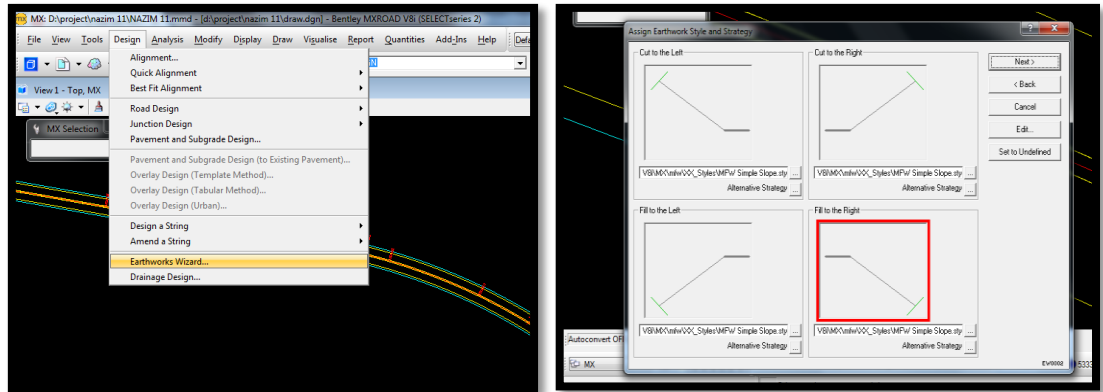 MX: D:\project\nazim 11\NAZIM 11.mmd - [d:\project\nazim 11\draw.dgn] - Bentley MXROAD V8i (SELECTseries 2)
File View Tools Design Analysis Modify Display Draw Visualise Report Quantities Add-Ins Help Defa
Alignment...
Quick Alignment
Best Fit Alignment
View 1 - Top, MX
Road Design
Junction Design
MX Selection
Pavement and Subgrade Design...
Pavement and Subgrade Design (to Existing Pavement)...
Overlay Design (Template Method)...
Overlay Design (Tabular Method)...
Overlay Design (Urban)...
Design a String
Amend a String
Earthworks Wizard...
Drainage Design...
Assign Earthwork Style and Strategy
Cut to the Left
Cut to the Right
Next >
< Back
Cancel
Edit...
Set to Undefined
V8i\MX\mfw\XX_Styles\MFW Simple Slope.sty ...
V8i\MX\mfw\XX_Styles\MFW Simple Slope.sty ...
Alternative Strategy ...
Alternative Strategy ...
Fill to the Left
Fill to the Right
V8i\MX\mfw\XX_Styles\MFW Simple Slope.sty ...
V8i\MX\mfw\XX_Styles\MFW Simple Slope.sty ...
Alternative Strategy ...
Alternative Strategy ...
Autoconvert OFF
MX
EW0002
5333